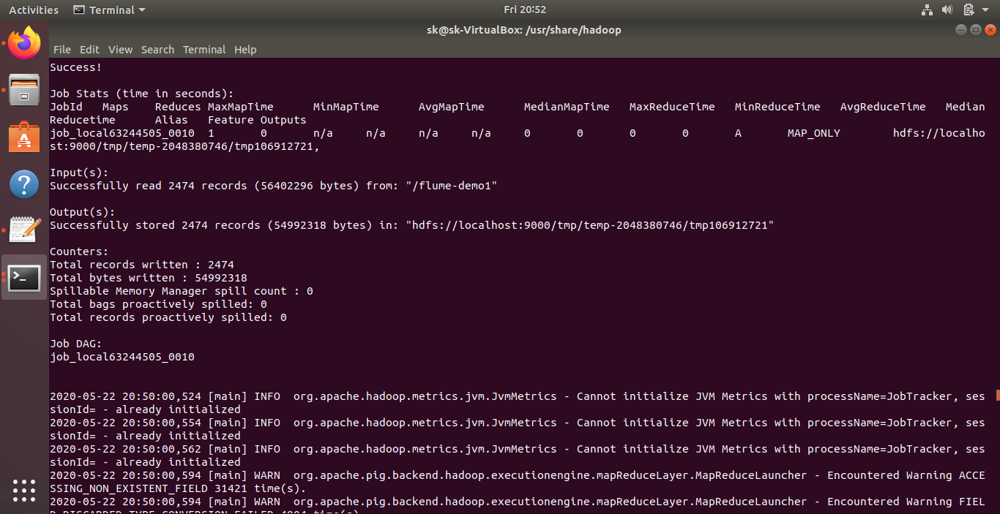 Activities Terminal Fri 20:52
sk@sk-VirtualBox: /usr/share/hadoop
File Edit View Search Terminal Help
Success!
Job Stats (time in seconds):
JobId Maps Reduces MaxMapTime MinMapTime AvgMapTime MedianMapTime MaxReduceTime MinReduceTime AvgReduceTime Median
Reducetime Alias Feature Outputs
job_local63244505_0010 1 0 n/a n/a n/a n/a 0 0 0 0 A MAP_ONLY hdfs://localho
st:9000/tmp/temp-2048380746/tmp106912721,
Input(s):
Successfully read 2474 records (56402296 bytes) from: "/flume-demo1"
Output(s):
Successfully stored 2474 records (54992318 bytes) in: "hdfs://localhost:9000/tmp/temp-2048380746/tmp106912721"
Counters:
Total records written : 2474
Total bytes written : 54992318
Spillable Memory Manager spill count : 0
Total bags proactively spilled: 0
Total records proactively spilled: 0
Job DAG:
job_local63244505_0010
2020-05-22 20:50:00,524 [main] INFO  org.apache.hadoop.metrics.jvm.JvmMetrics - Cannot initialize JVM Metrics with processName=JobTracker, ses
sionId= - already initialized
2020-05-22 20:50:00,554 [main] INFO  org.apache.hadoop.metrics.jvm.JvmMetrics - Cannot initialize JVM Metrics with processName=JobTracker, ses
sionId= - already initialized
2020-05-22 20:50:00,562 [main] INFO  org.apache.hadoop.metrics.jvm.JvmMetrics - Cannot initialize JVM Metrics with processName=JobTracker, ses
sionId= - already initialized
2020-05-22 20:50:00,594 [main] WARN  org.apache.pig.backend.hadoop.executionengine.mapReduceLayer.MapReduceLauncher - Encountered Warning ACCE
SSING_NON_EXISTENT_FIELD 31421 time(s).
2020-05-22 20:50:00,594 [main] WARN  org.apache.pig.backend.hadoop.executionengine.mapReduceLayer.MapReduceLauncher - Encountered Warning FIEL